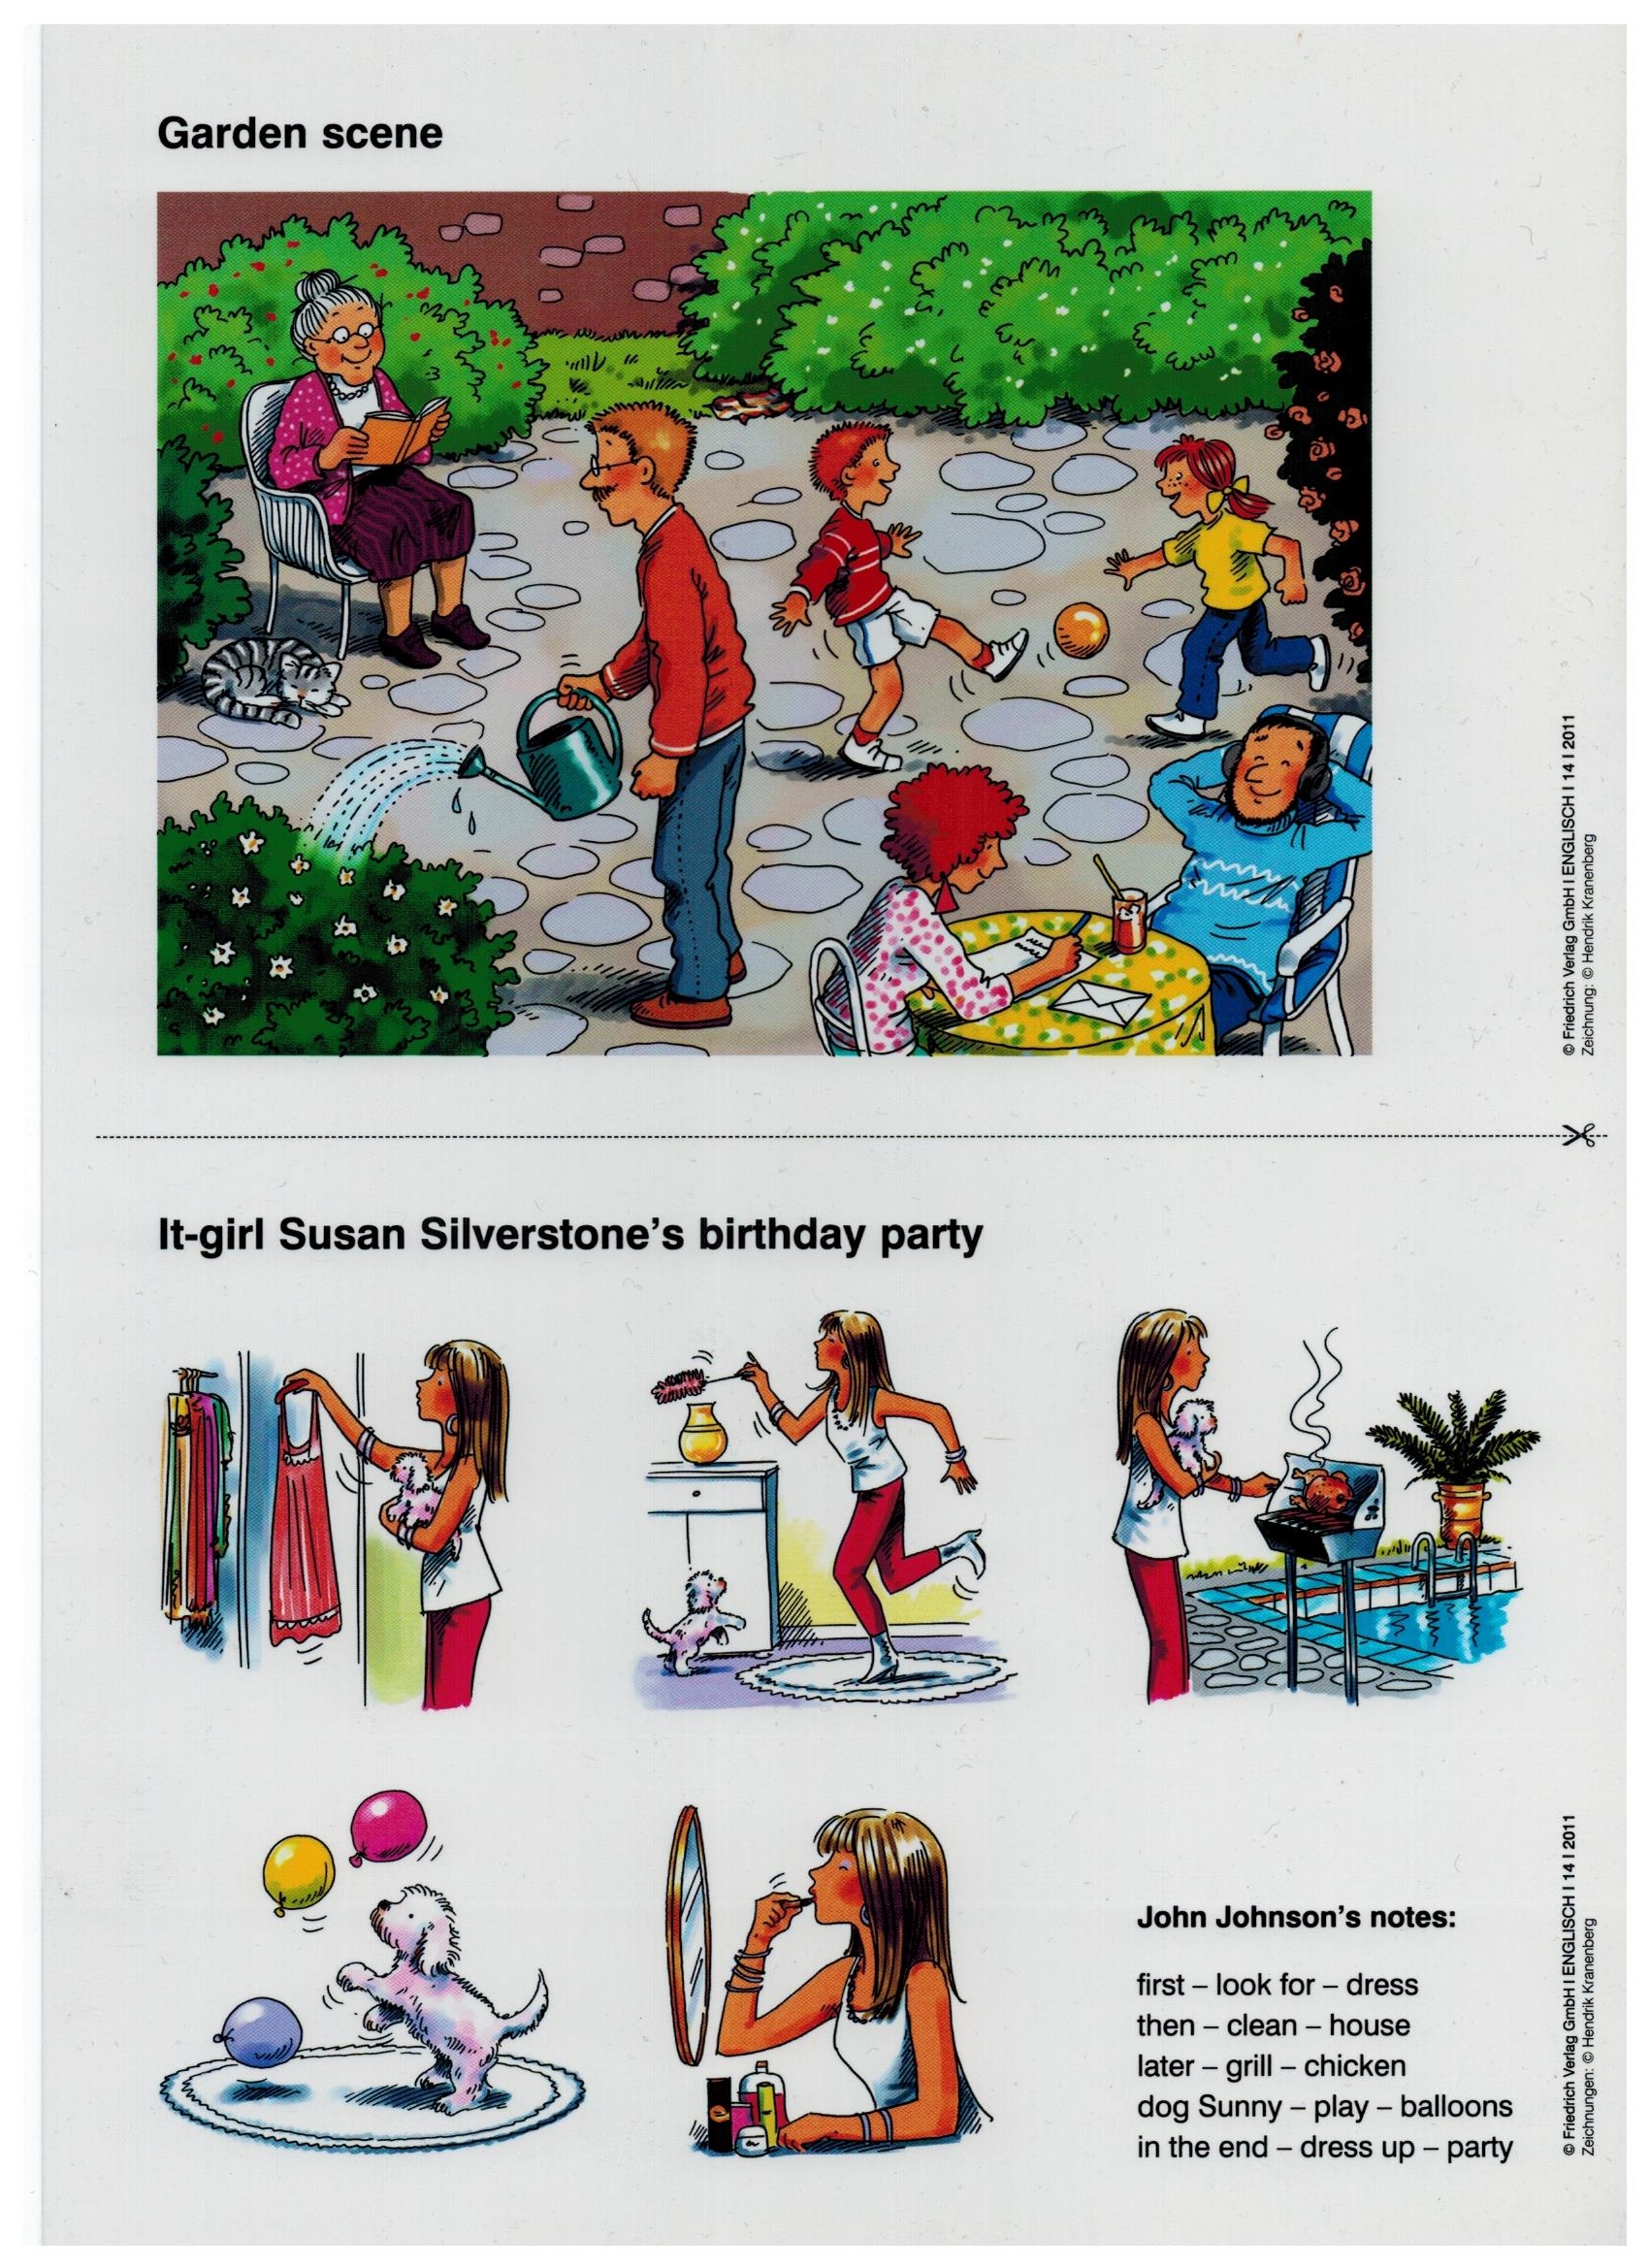 Garden scene
© Friedrich Verlag GmbH I ENGLISCH I 14 I 2011
Zeichnung: © Hendrik Kranenberg
It-girl Susan Silverstone's birthday party
John Johnson's notes:
first – look for – dress
then – clean – house
later – grill – chicken
dog Sunny – play – balloons
in the end – dress up – party
© Friedrich Verlag GmbH I ENGLISCH I 14 I 2011
Zeichnungen: © Hendrik Kranenberg